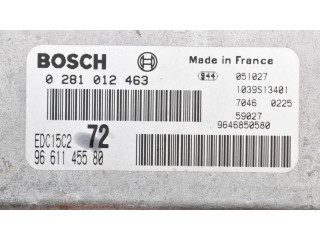 BOSCH
Made in France
0 281 012 463
S44 051027
1039S13401
7046 0225
59027
9646850580
EDC15C2 72
96 611 455 80